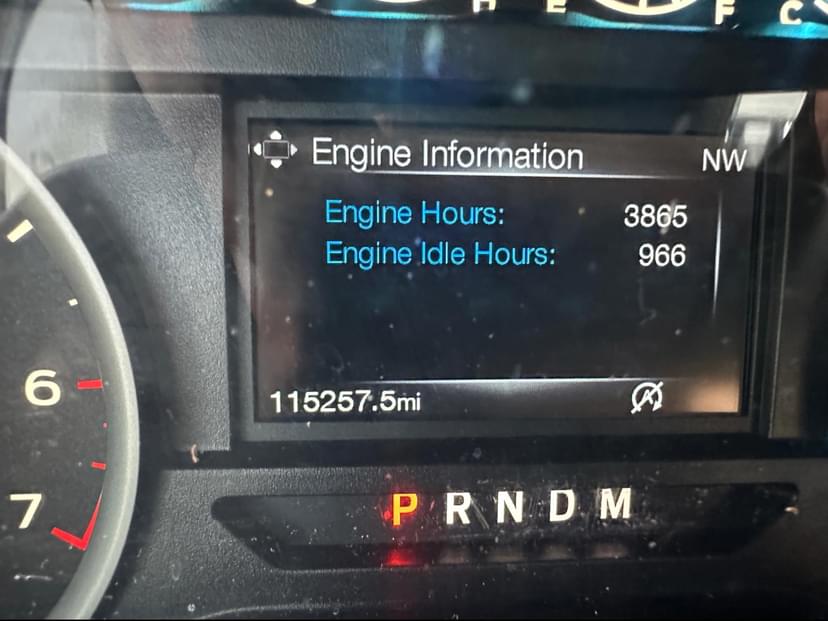 H E F C
Engine Information NW
Engine Hours: 3865
Engine Idle Hours: 966
115257.5mi
6
P R N D M
7